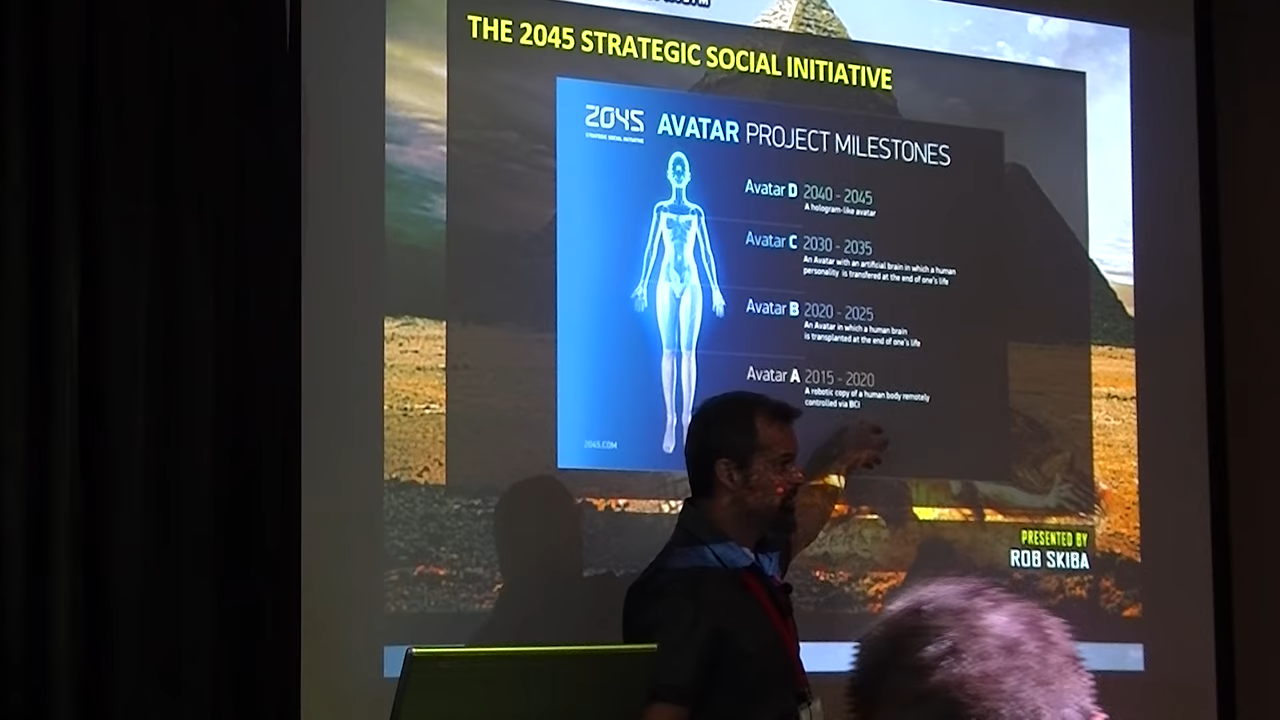 THE 2045 STRATEGIC SOCIAL INITIATIVE
2045 AVATAR PROJECT MILESTONES
STRATEGIC SOCIAL INITIATIVE
Avatar D 2040 - 2045
A hologram-like avatar
Avatar C 2030 - 2035
An Avatar with an artificial brain in which a human
personality is transfered at the end of one's life
Avatar B 2020 - 2025
An Avatar in which a human brain
is transplanted at the end of one's life
Avatar A 2015 - 2020
A robotic copy of a human body remotely
controlled via BCI
2045.COM
PRESENTED BY
ROB SKIBA